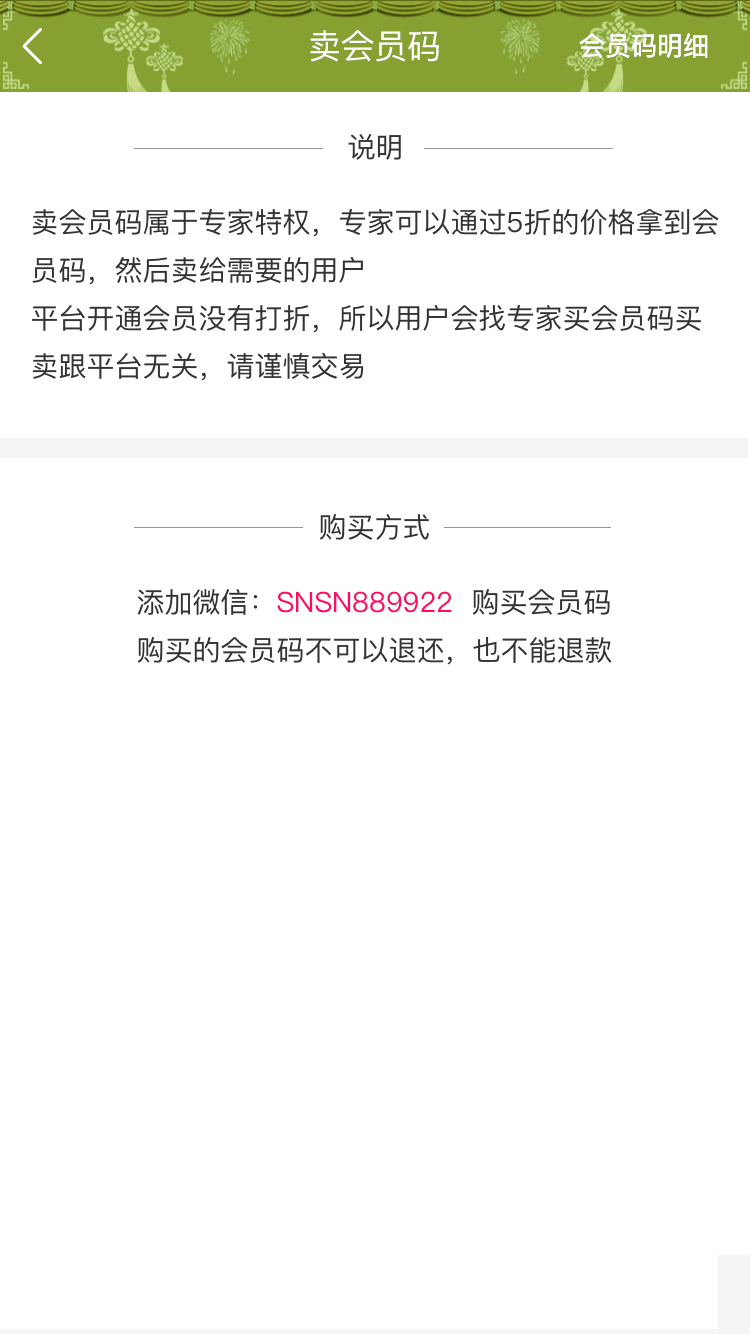 卖会员码
会员码明细
说明
卖会员码属于专家特权，专家可以通过5折的价格拿到会
员码，然后卖给需要的用户
平台开通会员没有打折，所以用户会找专家买会员码买
卖跟平台无关，请谨慎交易
购买方式
添加微信：SNSN889922 购买会员码
购买的会员码不可以退还，也不能退款